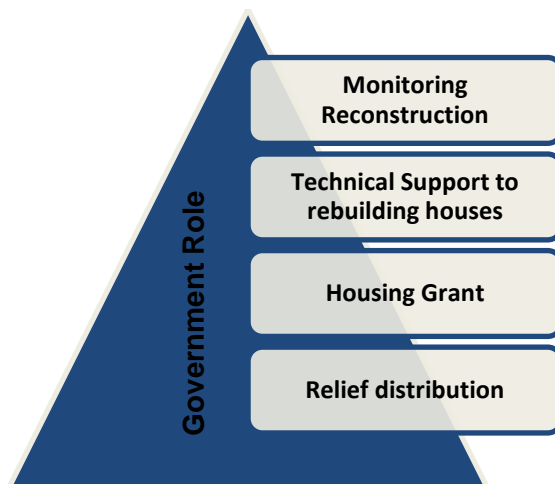 Monitoring
Reconstruction
Technical Support to
rebuilding houses
Housing Grant
Relief distribution
Government Role